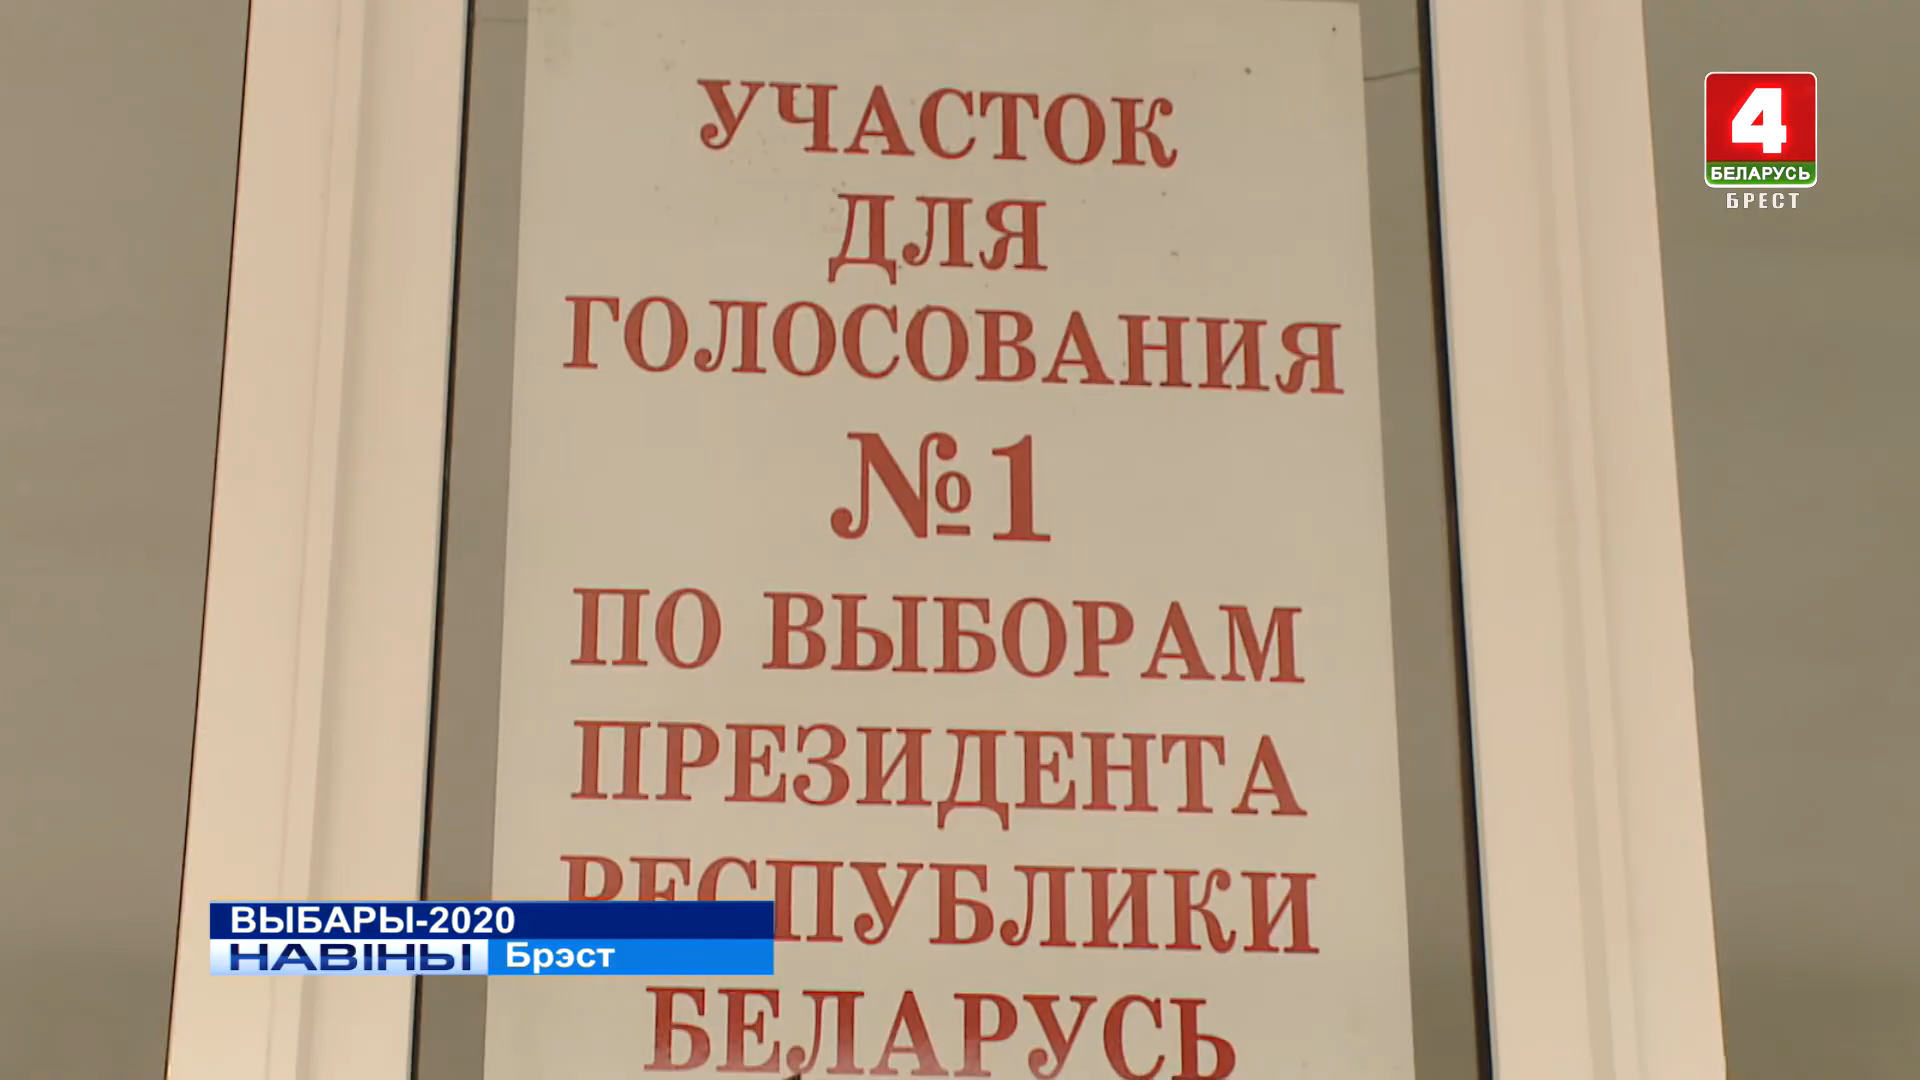 УЧАСТОК
ДЛЯ
ГОЛОСОВАНИЯ
№1
ПО ВЫБОРАМ
ПРЕЗИДЕНТА
РЕСПУБЛИКИ
БЕЛАРУСЬ
4
БЕЛАРУСЬ
БРЕСТ
ВЫБАРЫ-2020
НАВІНЫ Брэст